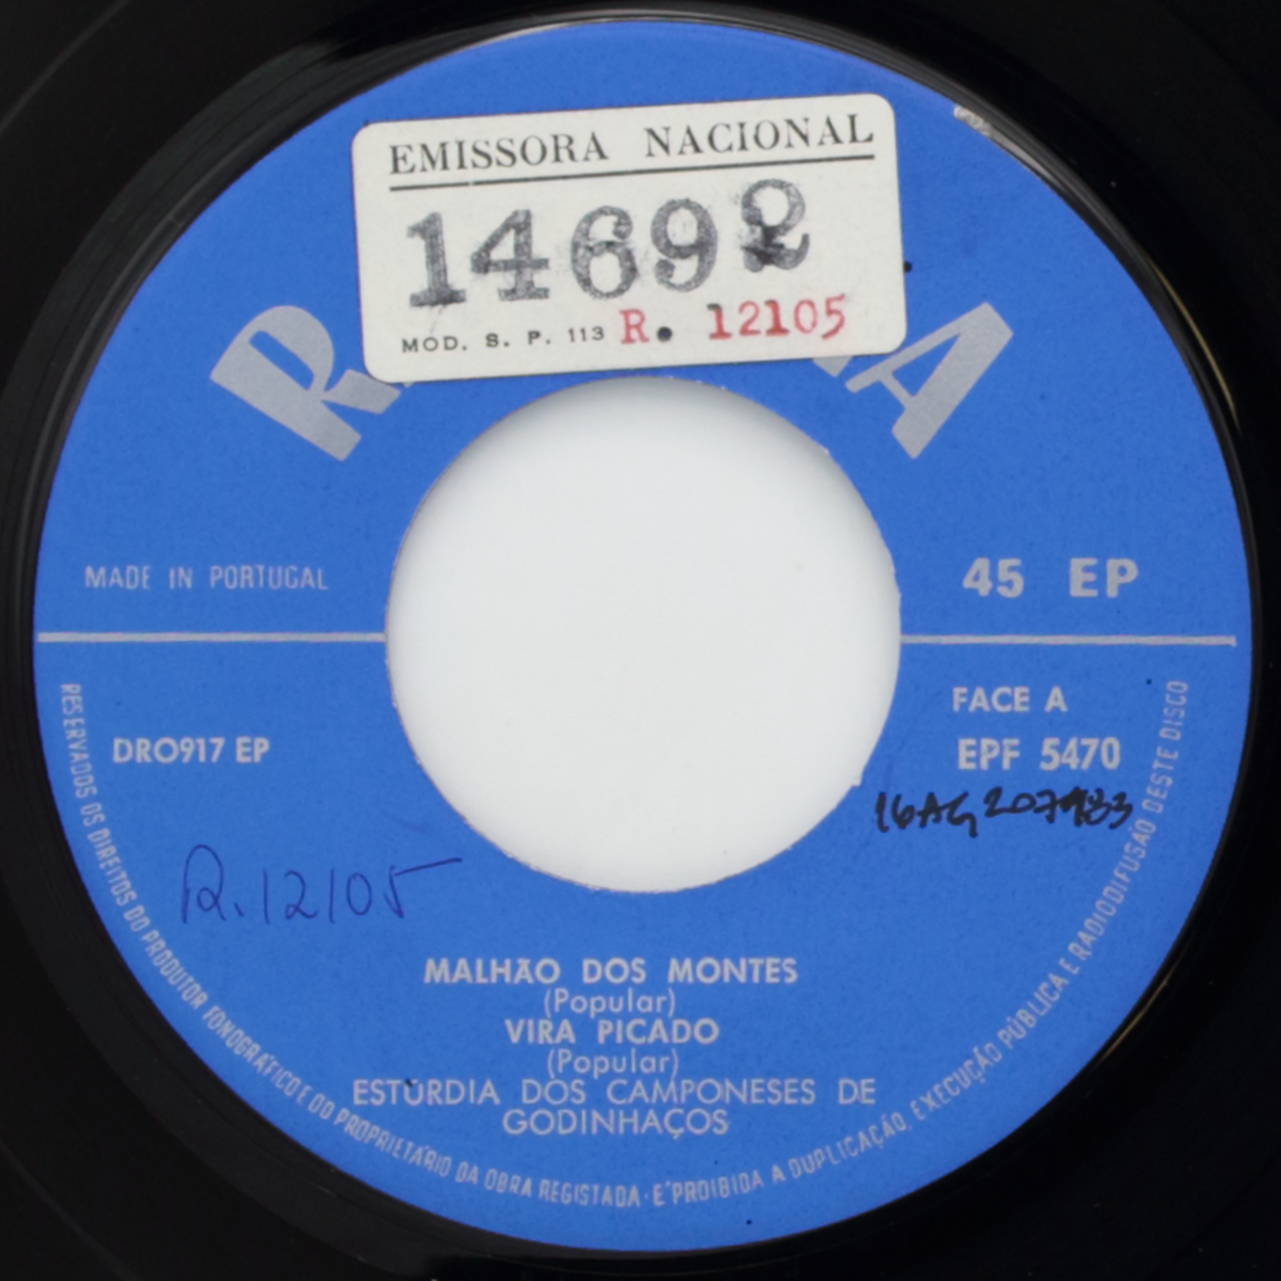 EMISSORA NACIONAL
14692
MOD. S. P. 113 R. 12105
MADE IN PORTUGAL
45 EP
FACE A
DRO917 EP
EPF 5470
R.12105
MALHÃO DOS MONTES
(Popular)
VIRA PICADO
(Popular)
ESTÚRDIA DOS CAMPONESES DE
GODINHAÇOS
RESERVADOS OS DIREITOS DO PRODUTOR FONOGRÁFICO E DO PROPRIETÁRIO DA OBRA REGISTADA · E'PROIBIDA A DUPLICAÇÃO, EXECUÇÃO PÚBLICA E RADIODIFUSÃO DESTE DISCO